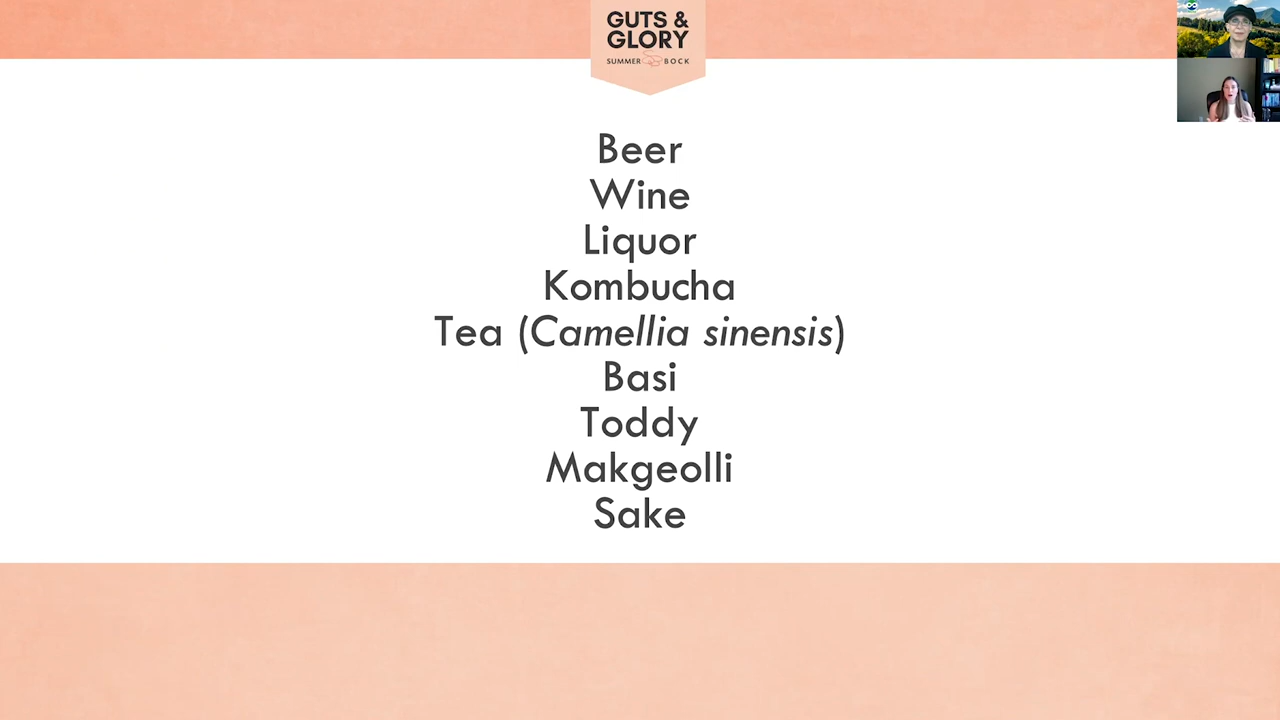 GUTS &
GLORY
SUMMER BOCK
Beer
Wine
Liquor
Kombucha
Tea (Camellia sinensis)
Basi
Toddy
Makgeolli
Sake